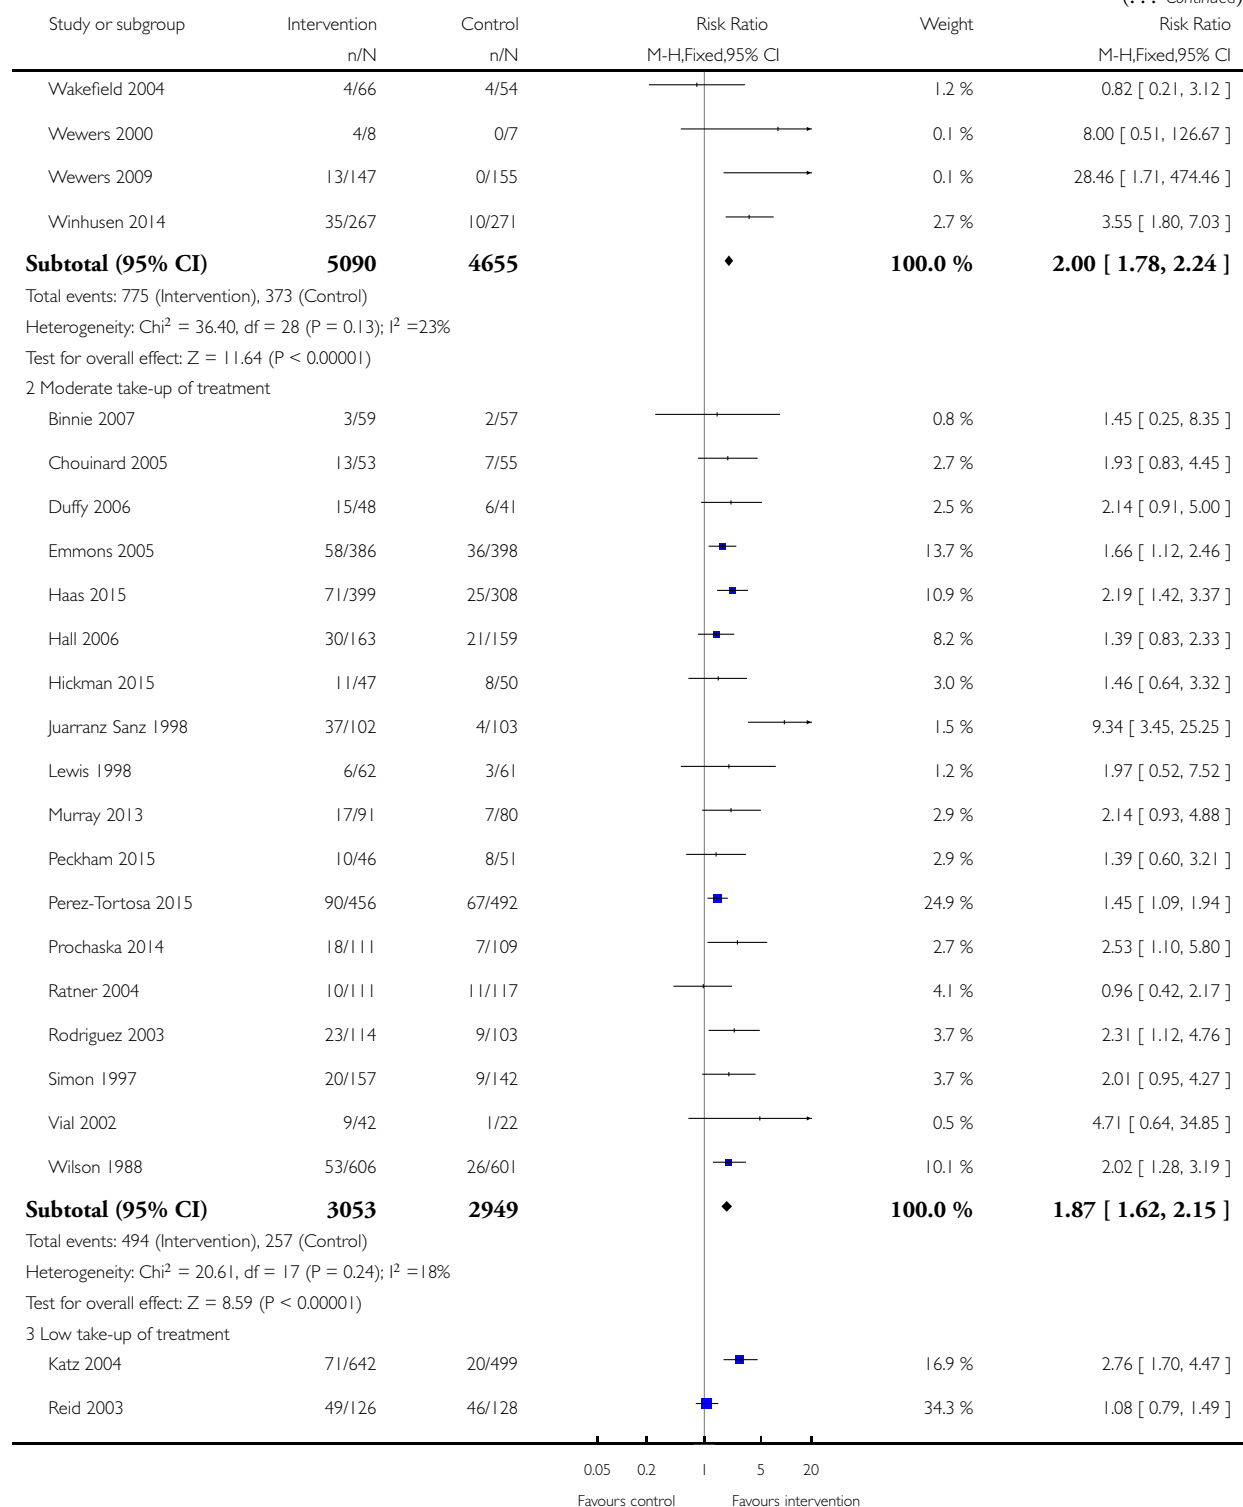 (. . . Continued)
Study or subgroup Intervention Control Risk Ratio Weight Risk Ratio
n/N n/N M-H,Fixed,95% CI M-H,Fixed,95% CI
Wakefield 2004 4/66 4/54 1.2 % 0.82 [ 0.21, 3.12 ]
Wewers 2000 4/8 0/7 0.1 % 8.00 [ 0.51, 126.67 ]
Wewers 2009 13/147 0/155 0.1 % 28.46 [ 1.71, 474.46 ]
Winhusen 2014 35/267 10/271 2.7 % 3.55 [ 1.80, 7.03 ]
Subtotal (95% CI) 5090 4655 100.0 % 2.00 [ 1.78, 2.24 ]
Total events: 775 (Intervention), 373 (Control)
Heterogeneity: Chi² = 36.40, df = 28 (P = 0.13); I² =23%
Test for overall effect: Z = 11.64 (P < 0.00001)
2 Moderate take-up of treatment
Binnie 2007 3/59 2/57 0.8 % 1.45 [ 0.25, 8.35 ]
Chouinard 2005 13/53 7/55 2.7 % 1.93 [ 0.83, 4.45 ]
Duffy 2006 15/48 6/41 2.5 % 2.14 [ 0.91, 5.00 ]
Emmons 2005 58/386 36/398 13.7 % 1.66 [ 1.12, 2.46 ]
Haas 2015 71/399 25/308 10.9 % 2.19 [ 1.42, 3.37 ]
Hall 2006 30/163 21/159 8.2 % 1.39 [ 0.83, 2.33 ]
Hickman 2015 11/47 8/50 3.0 % 1.46 [ 0.64, 3.32 ]
Juarranz Sanz 1998 37/102 4/103 1.5 % 9.34 [ 3.45, 25.25 ]
Lewis 1998 6/62 3/61 1.2 % 1.97 [ 0.52, 7.52 ]
Murray 2013 17/91 7/80 2.9 % 2.14 [ 0.93, 4.88 ]
Peckham 2015 10/46 8/51 2.9 % 1.39 [ 0.60, 3.21 ]
Perez-Tortosa 2015 90/456 67/492 24.9 % 1.45 [ 1.09, 1.94 ]
Prochaska 2014 18/111 7/109 2.7 % 2.53 [ 1.10, 5.80 ]
Ratner 2004 10/111 11/117 4.1 % 0.96 [ 0.42, 2.17 ]
Rodriguez 2003 23/114 9/103 3.7 % 2.31 [ 1.12, 4.76 ]
Simon 1997 20/157 9/142 3.7 % 2.01 [ 0.95, 4.27 ]
Vial 2002 9/42 1/22 0.5 % 4.71 [ 0.64, 34.85 ]
Wilson 1988 53/606 26/601 10.1 % 2.02 [ 1.28, 3.19 ]
Subtotal (95% CI) 3053 2949 100.0 % 1.87 [ 1.62, 2.15 ]
Total events: 494 (Intervention), 257 (Control)
Heterogeneity: Chi² = 20.61, df = 17 (P = 0.24); I² =18%
Test for overall effect: Z = 8.59 (P < 0.00001)
3 Low take-up of treatment
Katz 2004 71/642 20/499 16.9 % 2.76 [ 1.70, 4.47 ]
Reid 2003 49/126 46/128 34.3 % 1.08 [ 0.79, 1.49 ]
0.05 0.2 1 5 20
Favours control Favours intervention